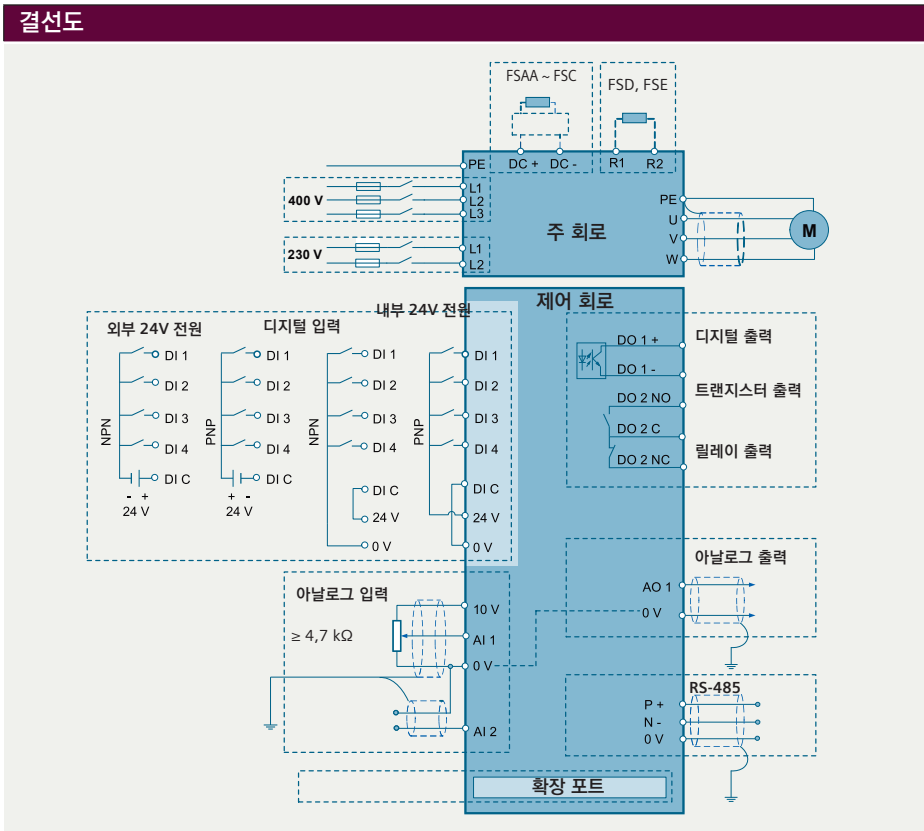 결선도
FSAA ~ FSC
FSD, FSE
PE
DC +
DC -
R1
R2
400 V
L1
L2
L3
230 V
L1
L2
주 회로
PE
U
V
W
M
제어 회로
내부 24V 전원
외부 24V 전원
디지털 입력
NPN
DI 1
DI 2
DI 3
DI 4
DI C
- +
24 V
PNP
DI 1
DI 2
DI 3
DI 4
DI C
+ -
24 V
NPN
DI 1
DI 2
DI 3
DI 4
DI C
24 V
0 V
PNP
DI 1
DI 2
DI 3
DI 4
DI C
24 V
0 V
DO 1 +
DO 1 -
DO 2 NO
DO 2 C
DO 2 NC
디지털 출력
트랜지스터 출력
릴레이 출력
아날로그 입력
≥ 4,7 kΩ
10 V
AI 1
0 V
AI 2
아날로그 출력
AO 1
0 V
RS-485
P +
N -
0 V
확장 포트